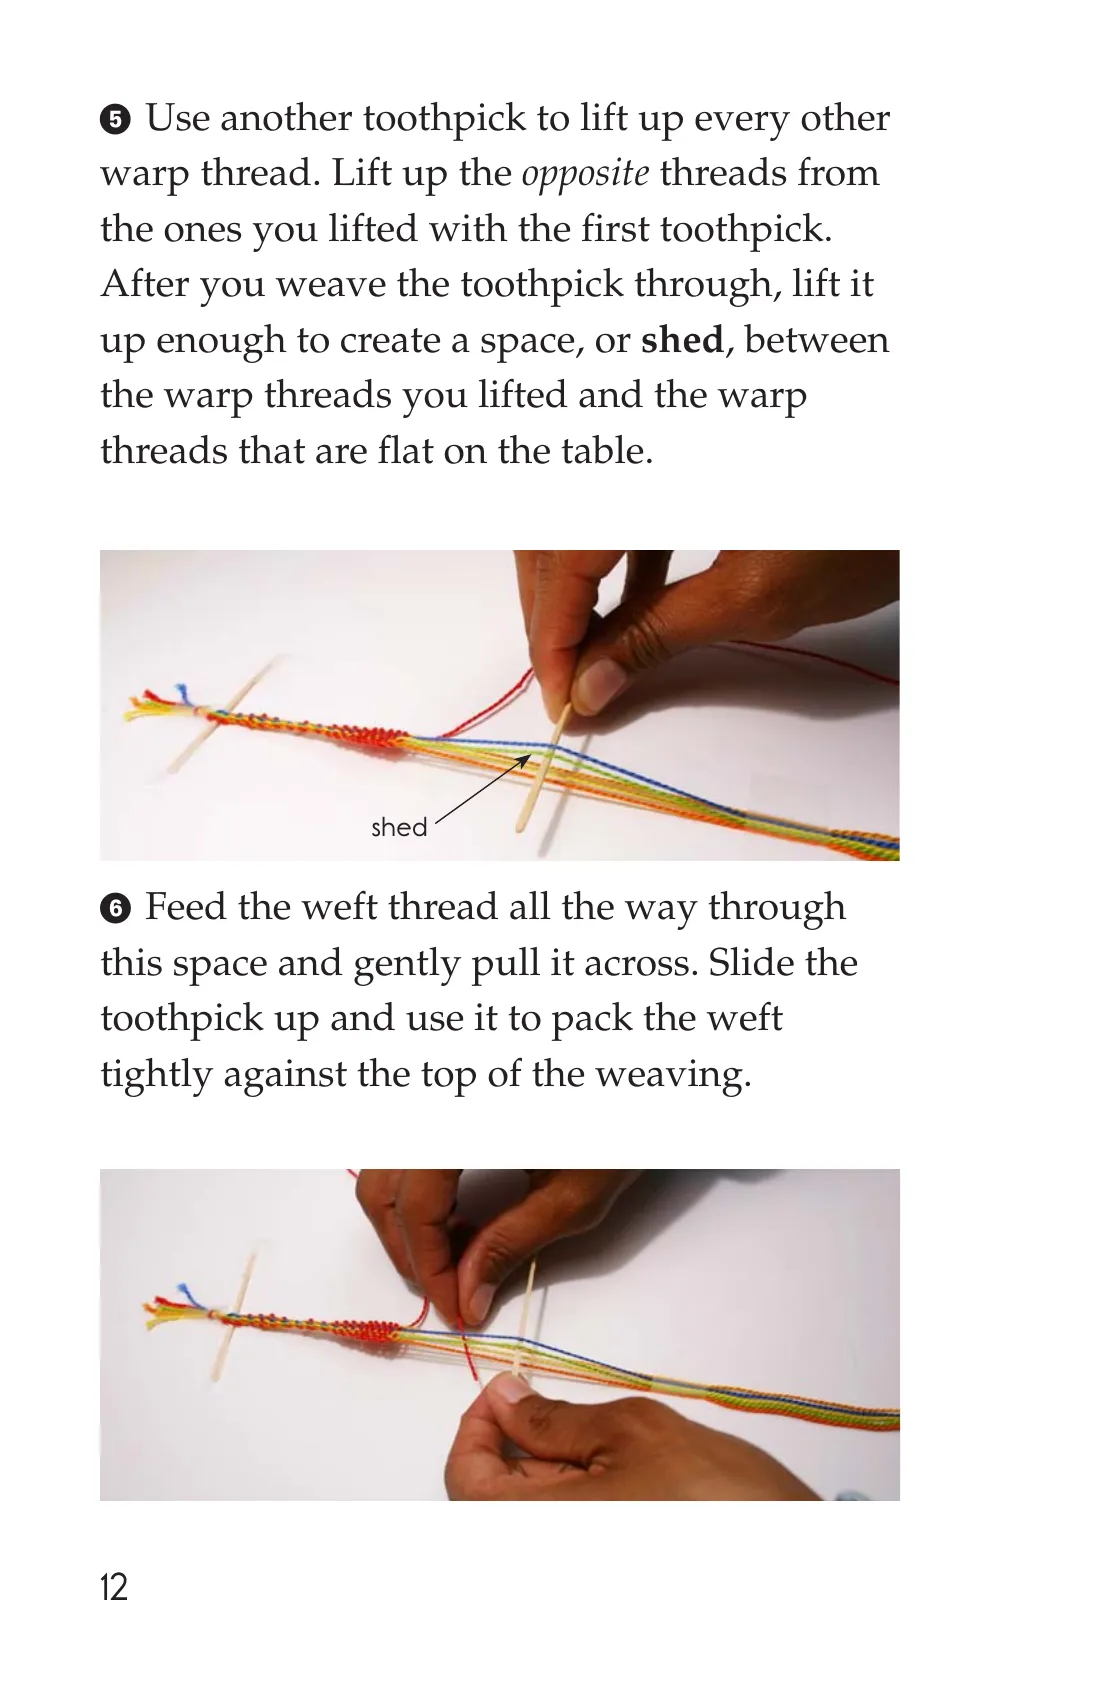 5 Use another toothpick to lift up every other
warp thread. Lift up the opposite threads from
the ones you lifted with the first toothpick.
After you weave the toothpick through, lift it
up enough to create a space, or shed, between
the warp threads you lifted and the warp
threads that are flat on the table.
shed
6 Feed the weft thread all the way through
this space and gently pull it across. Slide the
toothpick up and use it to pack the weft
tightly against the top of the weaving.
12